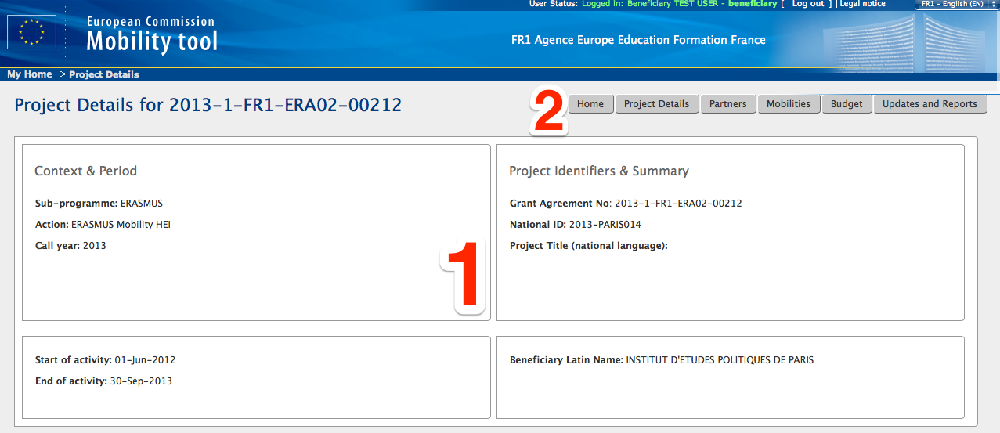 User Status: Logged in: Beneficiary TEST USER - beneficiary [ Log out ] | Legal notice
FR1 - English (EN)
European Commission
Mobility tool
FR1 Agence Europe Education Formation France
My Home > Project Details
Project Details for 2013-1-FR1-ERA02-00212
2
Home Project Details Partners Mobilities Budget Updates and Reports
Context & Period
Sub-programme: ERASMUS
Action: ERASMUS Mobility HEI
Call year: 2013
1
Project Identifiers & Summary
Grant Agreement No: 2013-1-FR1-ERA02-00212
National ID: 2013-PARIS014
Project Title (national language):
Start of activity: 01-Jun-2012
End of activity: 30-Sep-2013
Beneficiary Latin Name: INSTITUT D'ETUDES POLITIQUES DE PARIS